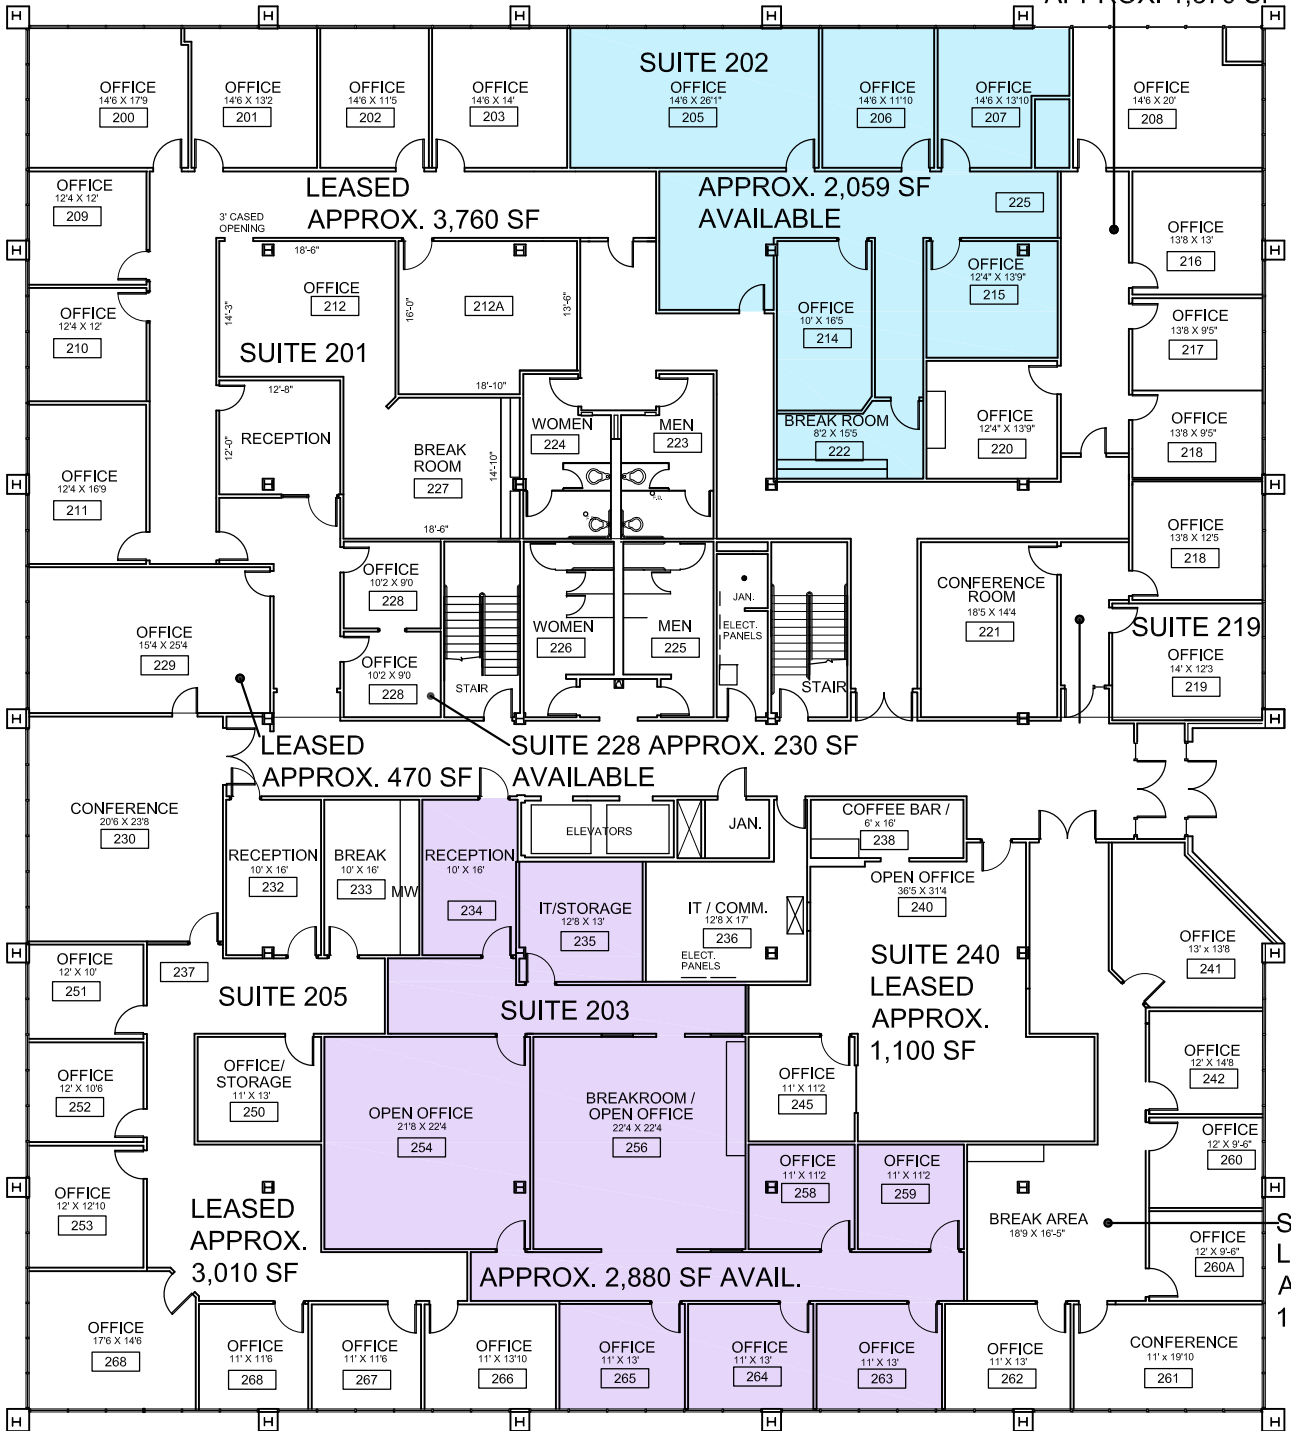 APPROX. 1,370 SF
SUITE 202
OFFICE
14'6 X 17'9
200
OFFICE
14'6 X 13'2
201
OFFICE
14'6 X 11'5
202
OFFICE
14'6 X 14'
203
OFFICE
14'6 X 26'1"
205
OFFICE
14'6 X 11'10
206
OFFICE
14'6 X 13'10
207
OFFICE
14'6 X 20'
208
OFFICE
12'4 X 12'
209
LEASED
APPROX. 3,760 SF
3' CASED
OPENING
APPROX. 2,059 SF
AVAILABLE
225
OFFICE
13'8 X 13'
216
18'-6"
OFFICE
212
14'-3"
16'-0"
212A
13'-6"
18'-10"
OFFICE
12'4" X 13'9"
215
OFFICE
10' X 16'5
214
OFFICE
12'4 X 12'
210
SUITE 201
OFFICE
13'8 X 9'5"
217
12'-8"
RECEPTION
12'-0"
BREAK
ROOM
227
14'-10"
18'-6"
WOMEN
224
MEN
223
F.D.
BREAK ROOM
8'2 X 15'5
222
OFFICE
12'4" X 13'9"
220
OFFICE
13'8 X 9'5"
218
OFFICE
12'4 X 16'9
211
OFFICE
13'8 X 12'5
218
OFFICE
10'2 X 9'0
228
JAN.
ELECT.
PANELS
CONFERENCE
ROOM
18'5 X 14'4
221
OFFICE
15'4 X 25'4
229
OFFICE
10'2 X 9'0
228
STAIR
WOMEN
226
MEN
225
STAIR
SUITE 219
OFFICE
14' X 12'3
219
LEASED
APPROX. 470 SF
SUITE 228 APPROX. 230 SF
AVAILABLE
CONFERENCE
20'6 X 23'8
230
RECEPTION
10' X 16'
232
BREAK
10' X 16'
233
MW
RECEPTION
10' X 16'
234
ELEVATORS
JAN.
COFFEE BAR /
6' x 16'
238
OPEN OFFICE
36'5 X 31'4
240
IT/STORAGE
12'8 X 13'
235
IT / COMM.
12'8 X 17'
236
ELECT.
PANELS
SUITE 240
LEASED
APPROX.
1,100 SF
OFFICE
13' x 13'8
241
OFFICE
12' X 10'
251
237
SUITE 205
SUITE 203
OFFICE
12' X 10'6
252
OFFICE/
STORAGE
11' X 13'
250
OPEN OFFICE
21'8 X 22'4
254
BREAKROOM /
OPEN OFFICE
22'4 X 22'4
256
OFFICE
11' X 11'2
245
OFFICE
12' X 14'8
242
OFFICE
12' X 9'-6"
260
OFFICE
12' X 12'10
253
LEASED
APPROX.
3,010 SF
OFFICE
11' X 11'2
258
OFFICE
11' X 11'2
259
BREAK AREA
18'9 X 16'-5"
OFFICE
12' X 9'-6"
260A
S
L
A
1
APPROX. 2,880 SF AVAIL.
OFFICE
17'6 X 14'6
268
OFFICE
11' X 11'6
268
OFFICE
11' X 11'6
267
OFFICE
11' X 13'10
266
OFFICE
11' X 13'
265
OFFICE
11' X 13'
264
OFFICE
11' X 13'
263
OFFICE
11' X 13'
262
CONFERENCE
11' x 19'10
261